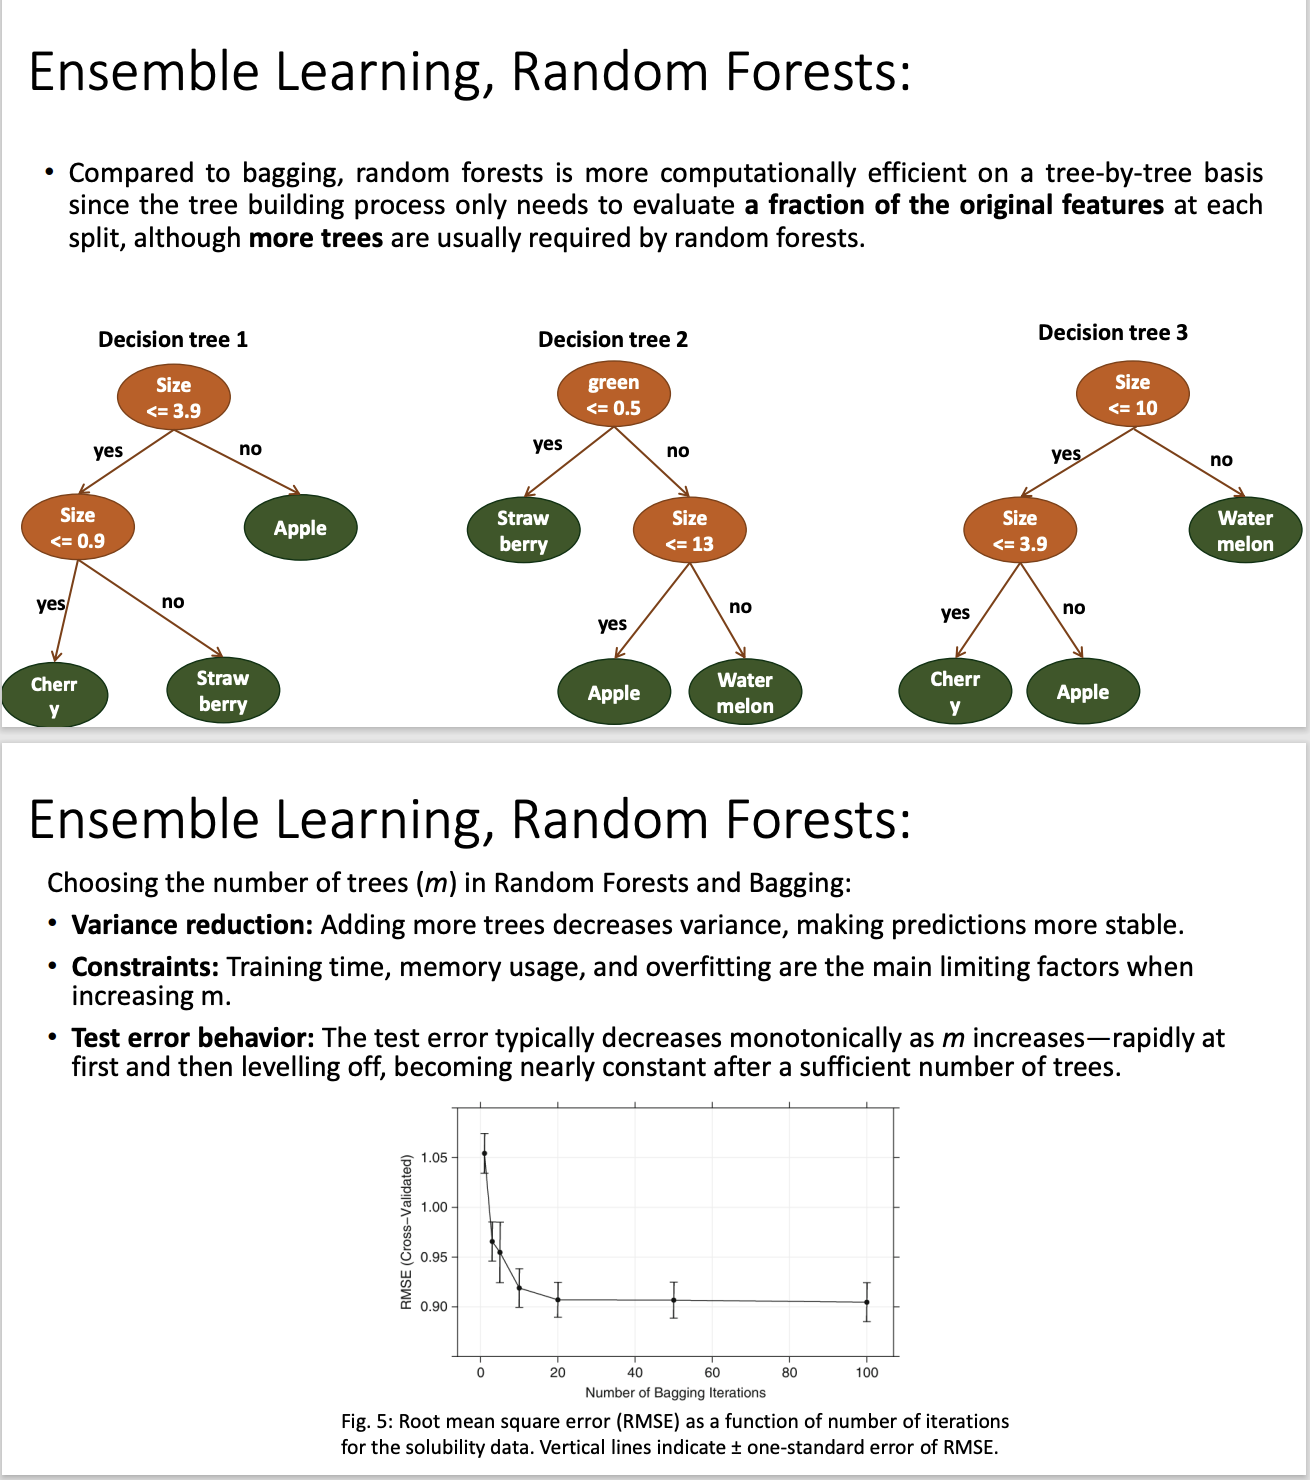 Ensemble Learning, Random Forests:
• Compared to bagging, random forests is more computationally efficient on a tree-by-tree basis
since the tree building process only needs to evaluate a fraction of the original features at each
split, although more trees are usually required by random forests.
Decision tree 1
Size
<= 3.9
yes
no
Size
<= 0.9
Apple
yes
no
Cherr
y
Straw
berry
Decision tree 2
green
<= 0.5
yes
no
Straw
berry
Size
<= 13
yes
no
Apple
Water
melon
Decision tree 3
Size
<= 10
yes
no
Size
<= 3.9
Water
melon
yes
no
Cherr
y
Apple
Ensemble Learning, Random Forests:
Choosing the number of trees (m) in Random Forests and Bagging:
• Variance reduction: Adding more trees decreases variance, making predictions more stable.
• Constraints: Training time, memory usage, and overfitting are the main limiting factors when
increasing m.
• Test error behavior: The test error typically decreases monotonically as m increases—rapidly at
first and then levelling off, becoming nearly constant after a sufficient number of trees.
RMSE (Cross−Validated)
1.05
1.00
0.95
0.90
0 20 40 60 80 100
Number of Bagging Iterations
Fig. 5: Root mean square error (RMSE) as a function of number of iterations
for the solubility data. Vertical lines indicate ± one-standard error of RMSE.